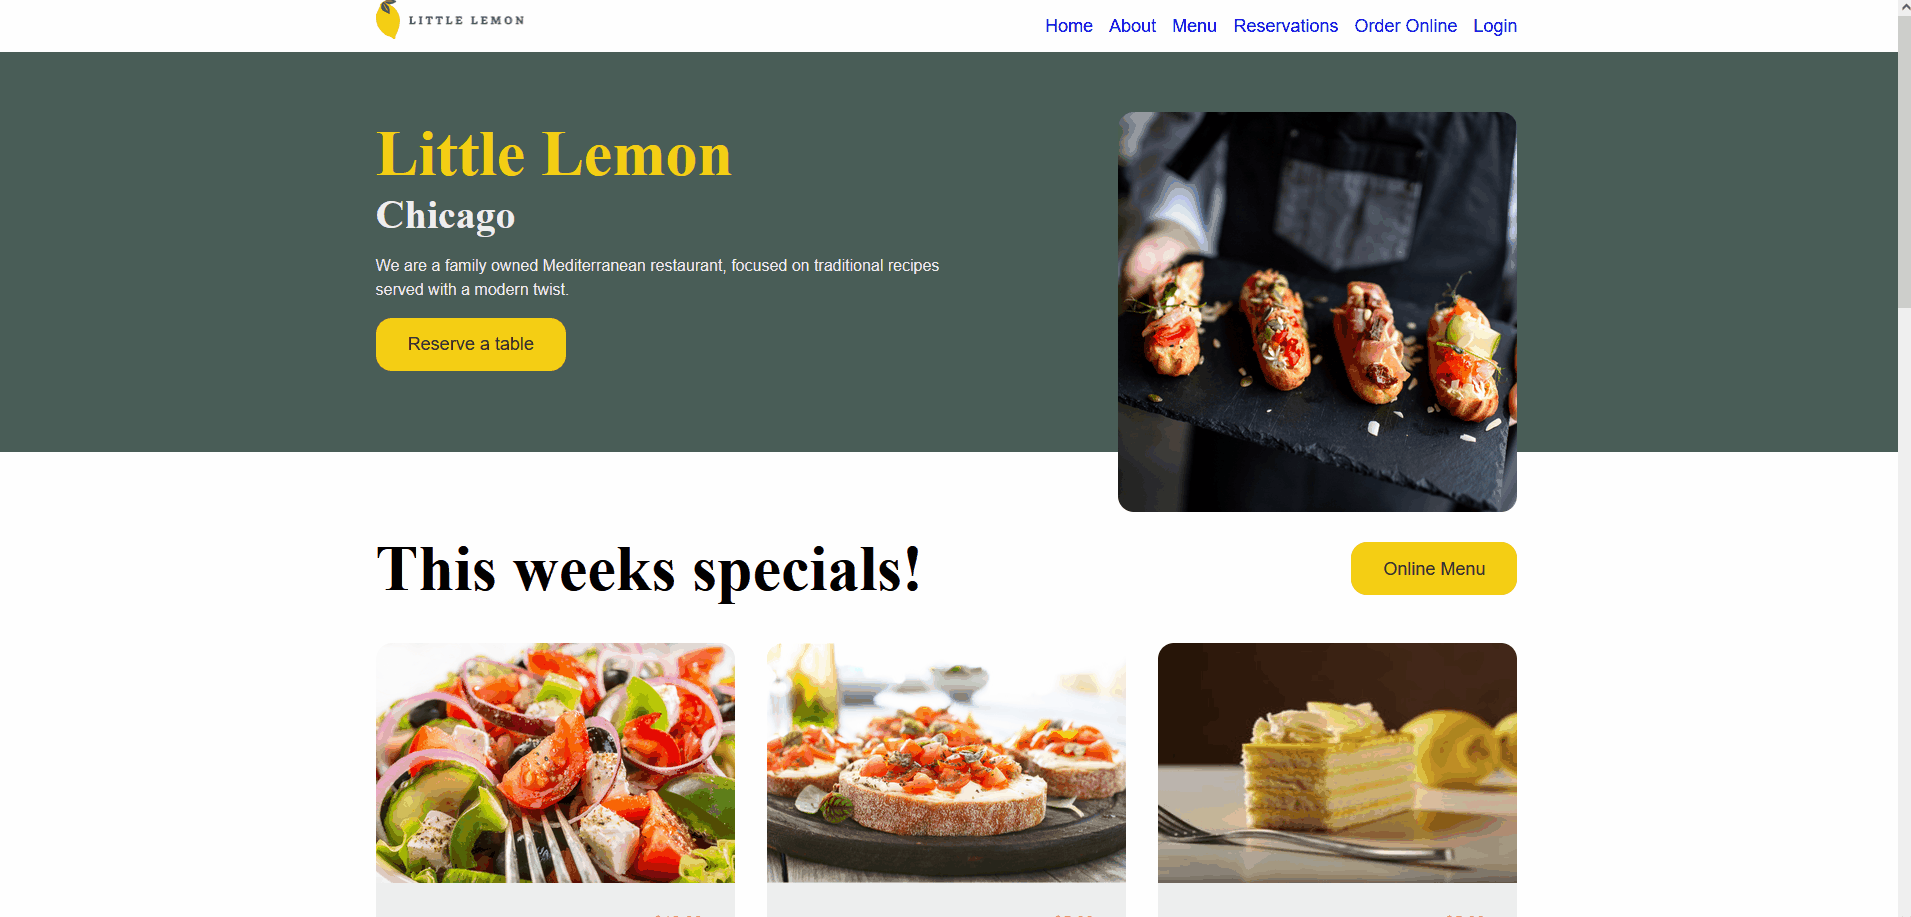 LITTLE LEMON
Home About Menu Reservations Order Online Login
Little Lemon
Chicago
We are a family owned Mediterranean restaurant, focused on traditional recipes
served with a modern twist.
Reserve a table
This weeks specials!
Online Menu